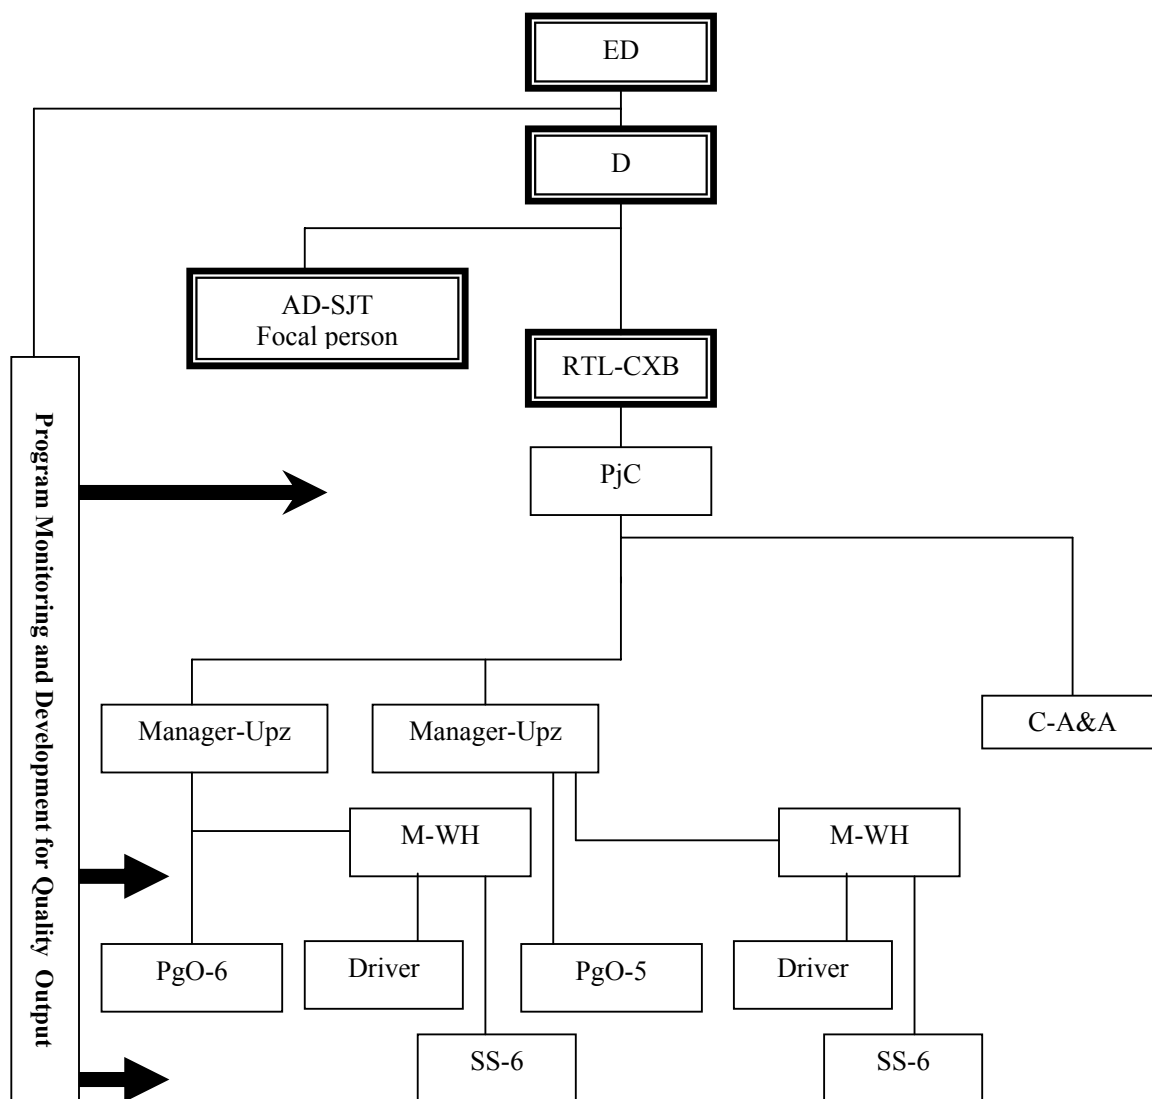 ED
D
AD-SJT
Focal person
RTL-CXB
PjC
Program Monitoring and Development for Quality Output
Manager-Upz
Manager-Upz
C-A&A
M-WH
M-WH
PgO-6
Driver
PgO-5
Driver
SS-6
SS-6